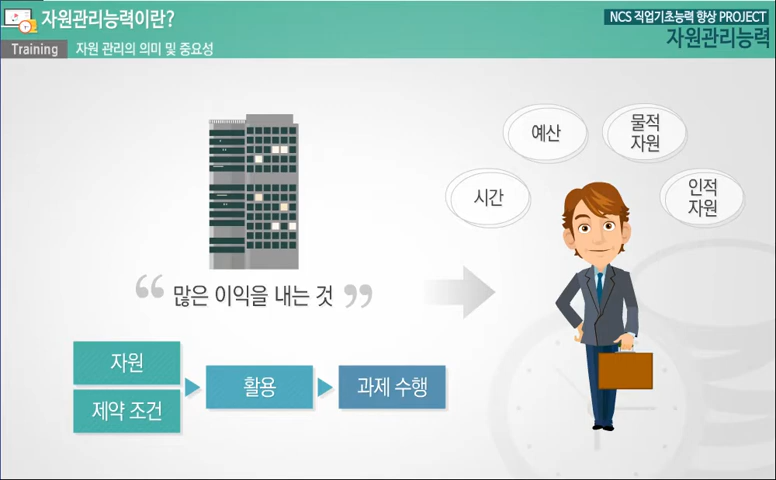 자원관리능력이란?
NCS 직업기초능력 향상 PROJECT
자원관리능력
Training 자원 관리의 의미 및 중요성
예산
물적
자원
시간
인적
자원
“ 많은 이익을 내는 것 ”
자원
제약 조건
활용
과제 수행